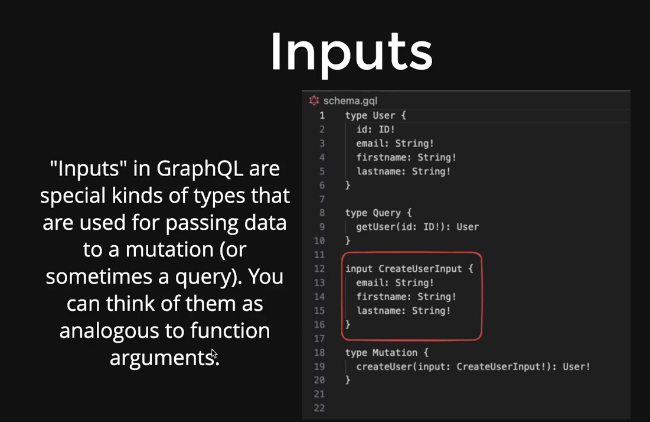 Inputs
"Inputs" in GraphQL are
special kinds of types that
are used for passing data
to a mutation (or
sometimes a query). You
can think of them as
analogous to function
arguments.
schema.gql
1 type User {
2 id: ID!
3 email: String!
4 firstname: String!
5 lastname: String!
6 }
7
8 type Query {
9 getUser(id: ID!): User
10 }
11
12 input CreateUserInput {
13 email: String!
14 firstname: String!
15 lastname: String!
16 }
17
18 type Mutation {
19 createUser(input: CreateUserInput!): User!
20 }
21
22